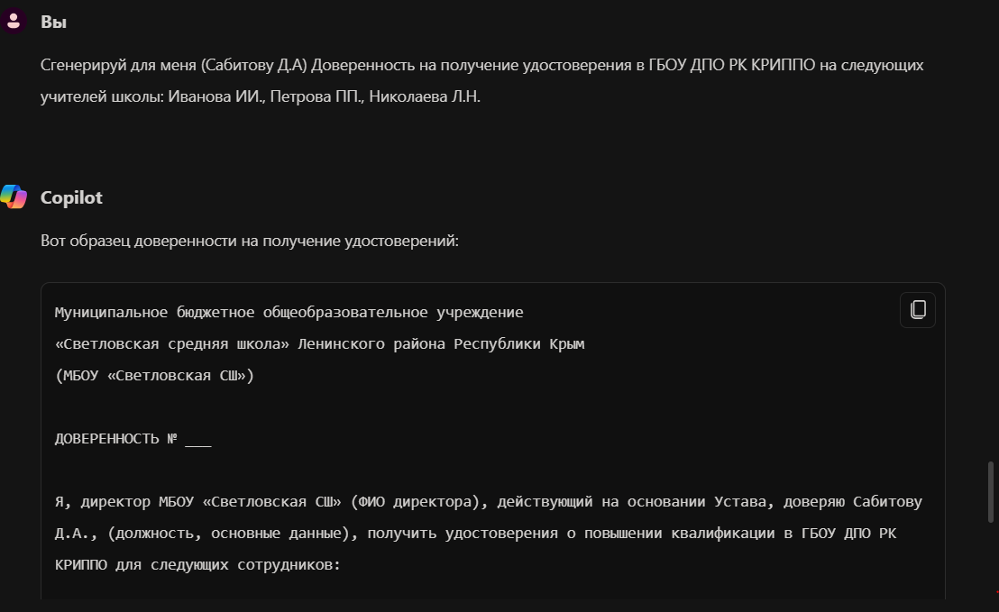 Вы
Сгенерируй для меня (Сабитову Д.А) Доверенность на получение удостоверения в ГБОУ ДПО РК КРИППО на следующих
учителей школы: Иванова ИИ., Петрова ПП., Николаева Л.Н.
Copilot
Вот образец доверенности на получение удостоверений:
Муниципальное бюджетное общеобразовательное учреждение
«Светловская средняя школа» Ленинского района Республики Крым
(МБОУ «Светловская СШ»)
ДОВЕРЕННОСТЬ № ___
Я, директор МБОУ «Светловская СШ» (ФИО директора), действующий на основании Устава, доверяю Сабитову
Д.А., (должность, основные данные), получить удостоверения о повышении квалификации в ГБОУ ДПО РК
КРИППО для следующих сотрудников: